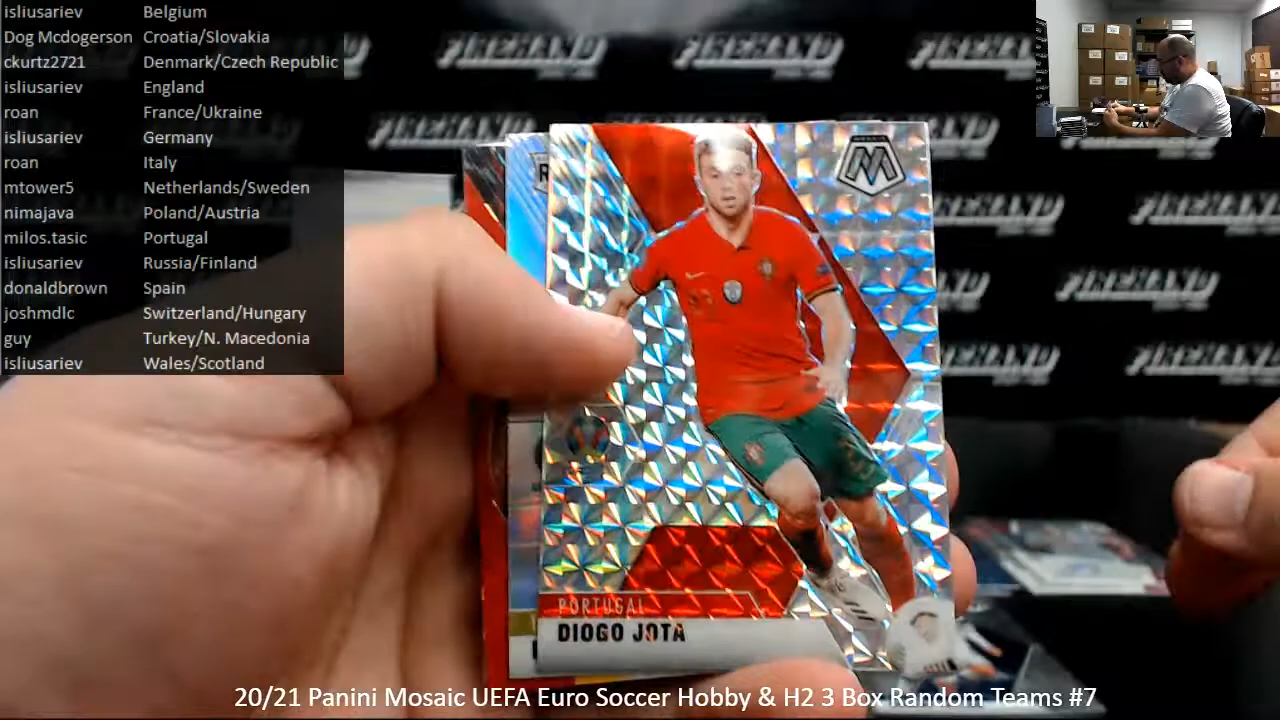 isliusariev Belgium
Dog Mcdogerson Croatia/Slovakia
ckurtz2721 Denmark/Czech Republic
isliusariev England
roan France/Ukraine
isliusariev Germany
roan Italy
mtower5 Netherlands/Sweden
nimajava Poland/Austria
milos.tasic Portugal
isliusariev Russia/Finland
donaldbrown Spain
joshmdlc Switzerland/Hungary
guy Turkey/N. Macedonia
isliusariev Wales/Scotland
FIREHAND FIREHAND FIREHAND
PORTUGAL
DIOGO JOTA
20/21 Panini Mosaic UEFA Euro Soccer Hobby & H2 3 Box Random Teams #7